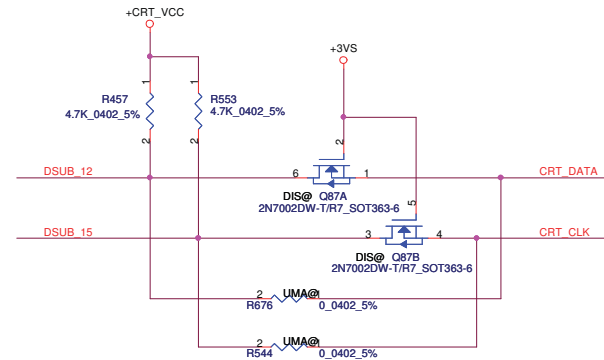 +CRT_VCC
+3VS
1
1
R457
R553
4.7K_0402_5%
4.7K_0402_5%
2
2
2
DSUB_12
6
1
CRT_DATA
DIS@ Q87A
2N7002DW-T/R7_SOT363-6
5
DSUB_15
3
4
CRT_CLK
DIS@ Q87B
2N7002DW-T/R7_SOT363-6
2
UMA@
R676
0_0402_5%
2
UMA@
R544
0_0402_5%